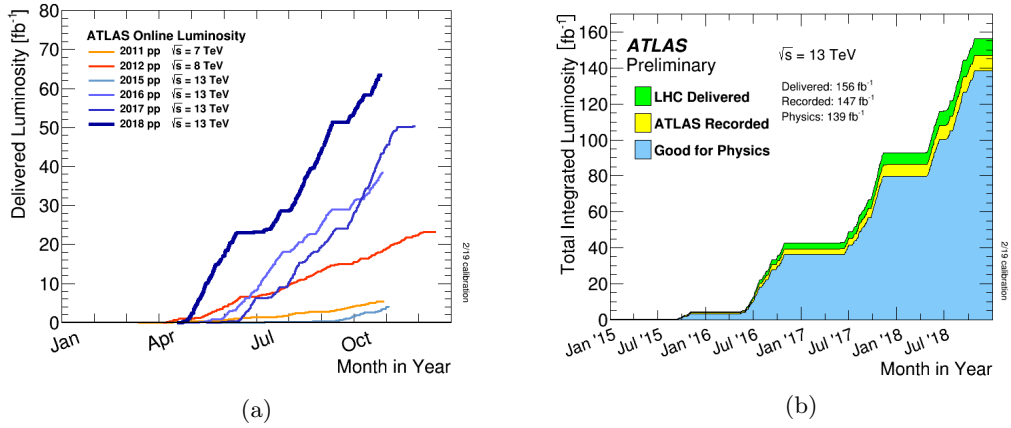 80
70
60
50
40
30
20
10
0
Delivered Luminosity [fb⁻¹]
ATLAS Online Luminosity
2011 pp √s = 7 TeV
2012 pp √s = 8 TeV
2015 pp √s = 13 TeV
2016 pp √s = 13 TeV
2017 pp √s = 13 TeV
2018 pp √s = 13 TeV
Jan Apr Jul Oct
Month in Year
2/19 calibration
(a)
160
140
120
100
80
60
40
20
0
Total Integrated Luminosity [fb⁻¹]
ATLAS
Preliminary
√s = 13 TeV
Delivered: 156 fb⁻¹
Recorded: 147 fb⁻¹
Physics: 139 fb⁻¹
LHC Delivered
ATLAS Recorded
Good for Physics
Jan '15 Jul '15 Jan '16 Jul '16 Jan '17 Jul '17 Jan '18 Jul '18
Month in Year
2/19 calibration
(b)